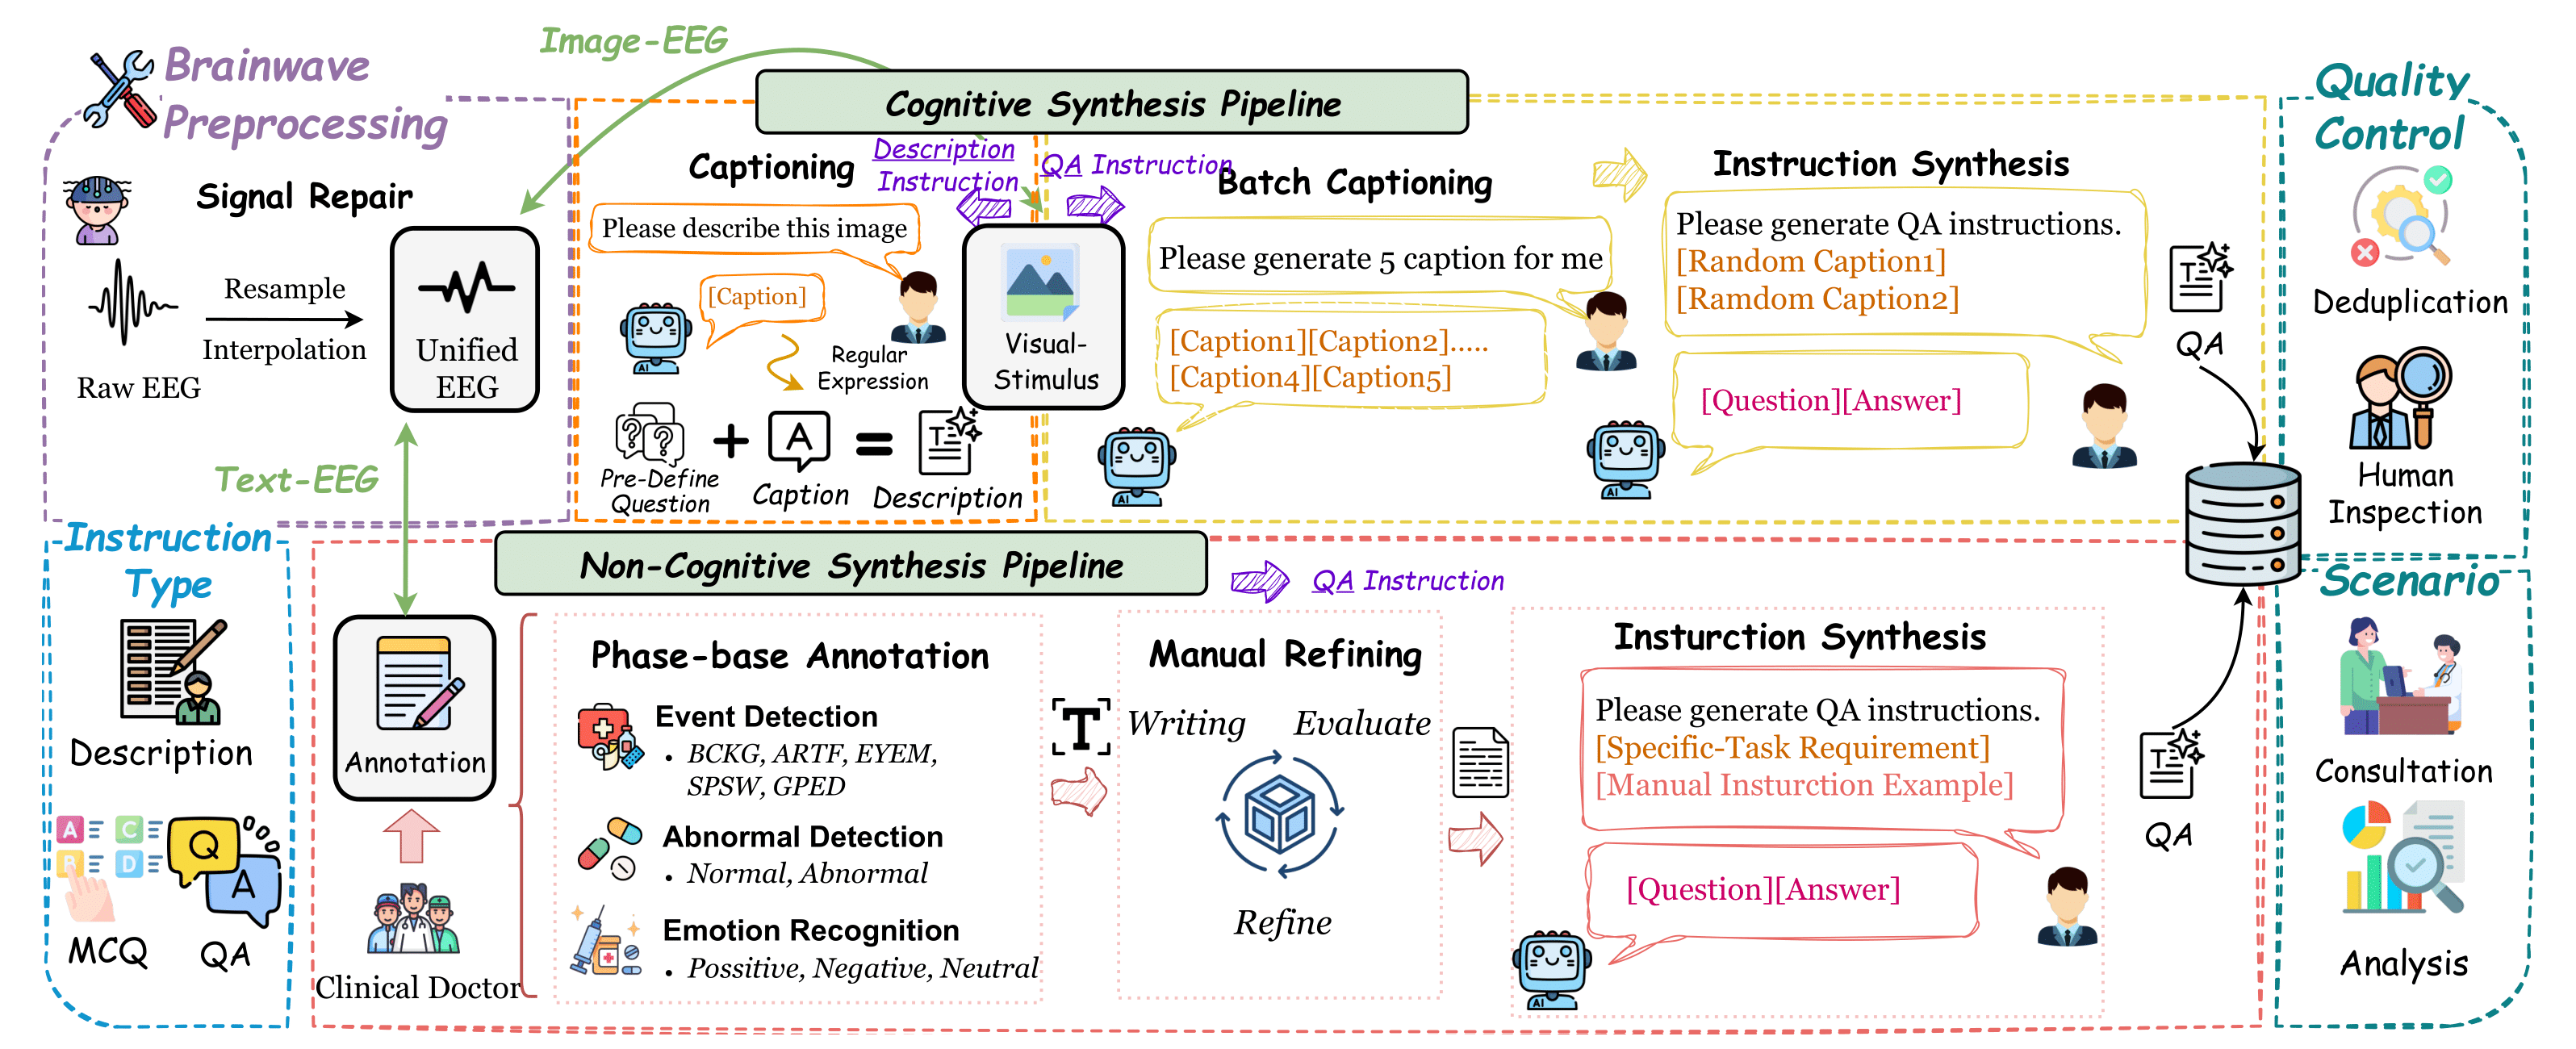 Image-EEG
Brainwave
Preprocessing
Signal Repair
Resample
Interpolation
Raw EEG
Unified
EEG
Text-EEG
Cognitive Synthesis Pipeline
Captioning
Description
Instruction
QA Instruction
Please describe this image
[Caption]
Regular
Expression
Pre-Define
Question
+
Caption
A
=
Description
T
Visual-
Stimulus
Batch Captioning
Please generate 5 caption for me
[Caption1][Caption2].....
[Caption4][Caption5]
AI
AI
Instruction Synthesis
Please generate QA instructions.
[Random Caption1]
[Ramdom Caption2]
[Question][Answer]
AI
T
QA
Quality
Control
Deduplication
Human
Inspection
Instruction
Type
Description
A
C
B
D
MCQ
Q
A
QA
Non-Cognitive Synthesis Pipeline
QA Instruction
Annotation
Clinical Doctor
Phase-base Annotation
Event Detection
• BCKG, ARTF, EYEM,
SPSW, GPED
Abnormal Detection
• Normal, Abnormal
Emotion Recognition
• Possitive, Negative, Neutral
T
Manual Refining
Writing
Evaluate
Refine
Insturction Synthesis
Please generate QA instructions.
[Specific-Task Requirement]
[Manual Insturction Example]
[Question][Answer]
AI
T
QA
Scenario
Consultation
Analysis